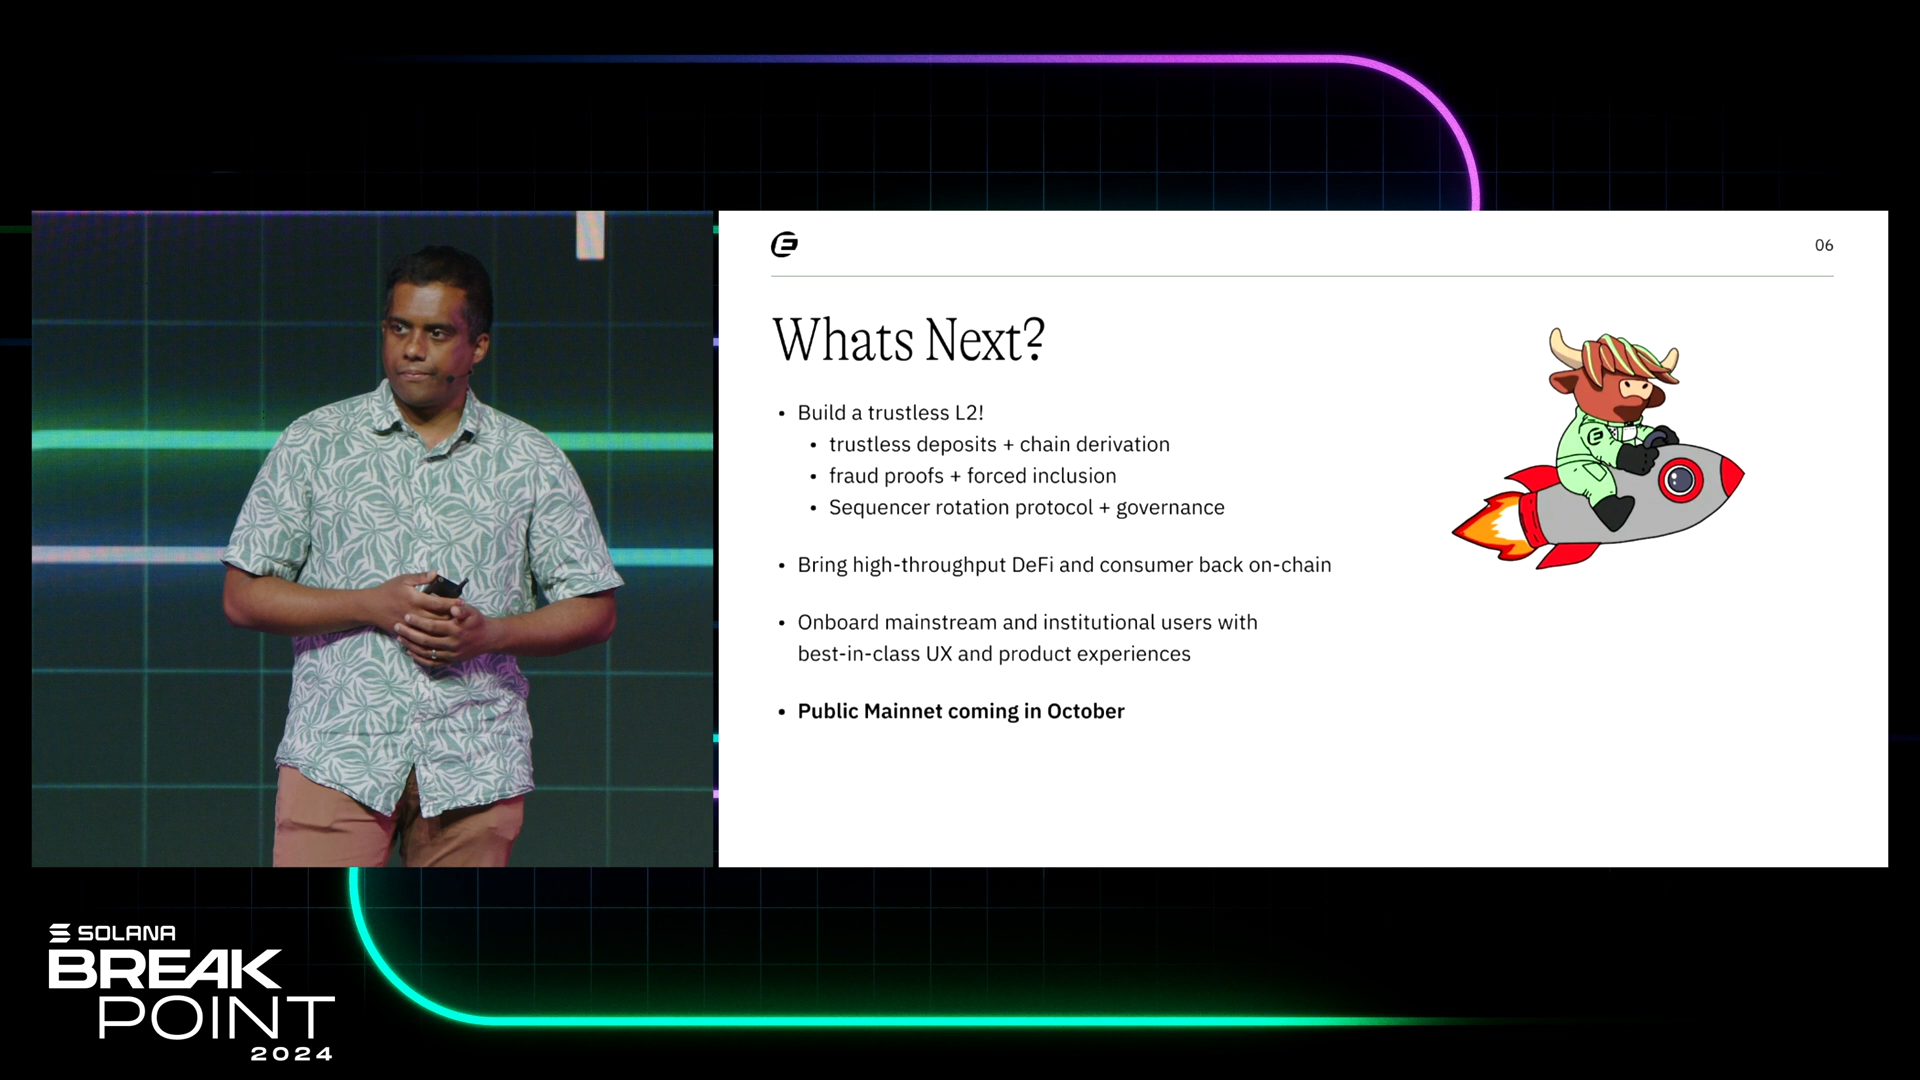 06
Whats Next?
• Build a trustless L2!
• trustless deposits + chain derivation
• fraud proofs + forced inclusion
• Sequencer rotation protocol + governance
• Bring high-throughput DeFi and consumer back on-chain
• Onboard mainstream and institutional users with
best-in-class UX and product experiences
• Public Mainnet coming in October
SOLANA
BREAK
POINT
2024